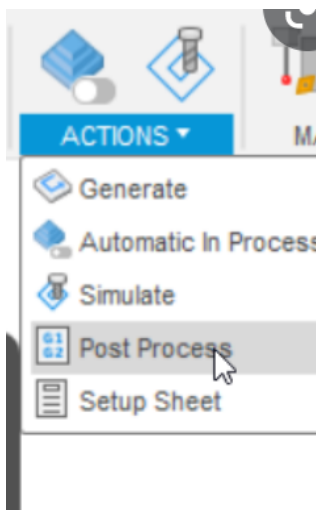 ACTIONS
M
Generate
Automatic In Process
Simulate
G1
G2
Post Process
Setup Sheet